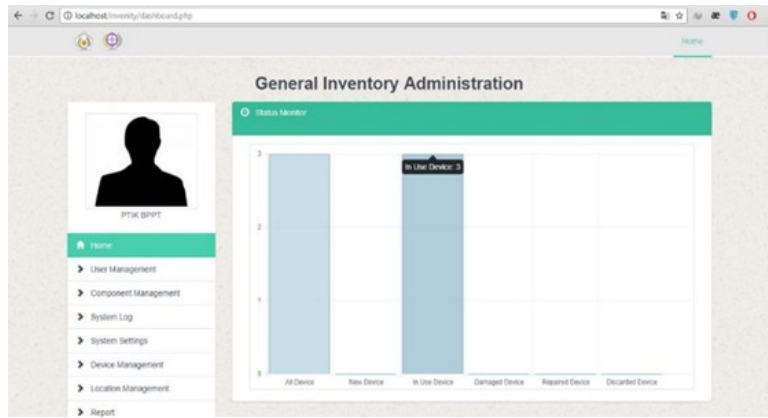 localhost/invenity/dashboard.php
Home
General Inventory Administration
Status Monitor
PTIK BPPT
Home
User Management
Component Management
System Log
System Settings
Device Management
Location Management
Report
3
In Use Device: 3
2
1
0
All Device New Device In Use Device Damaged Device Repaired Device Discarded Device